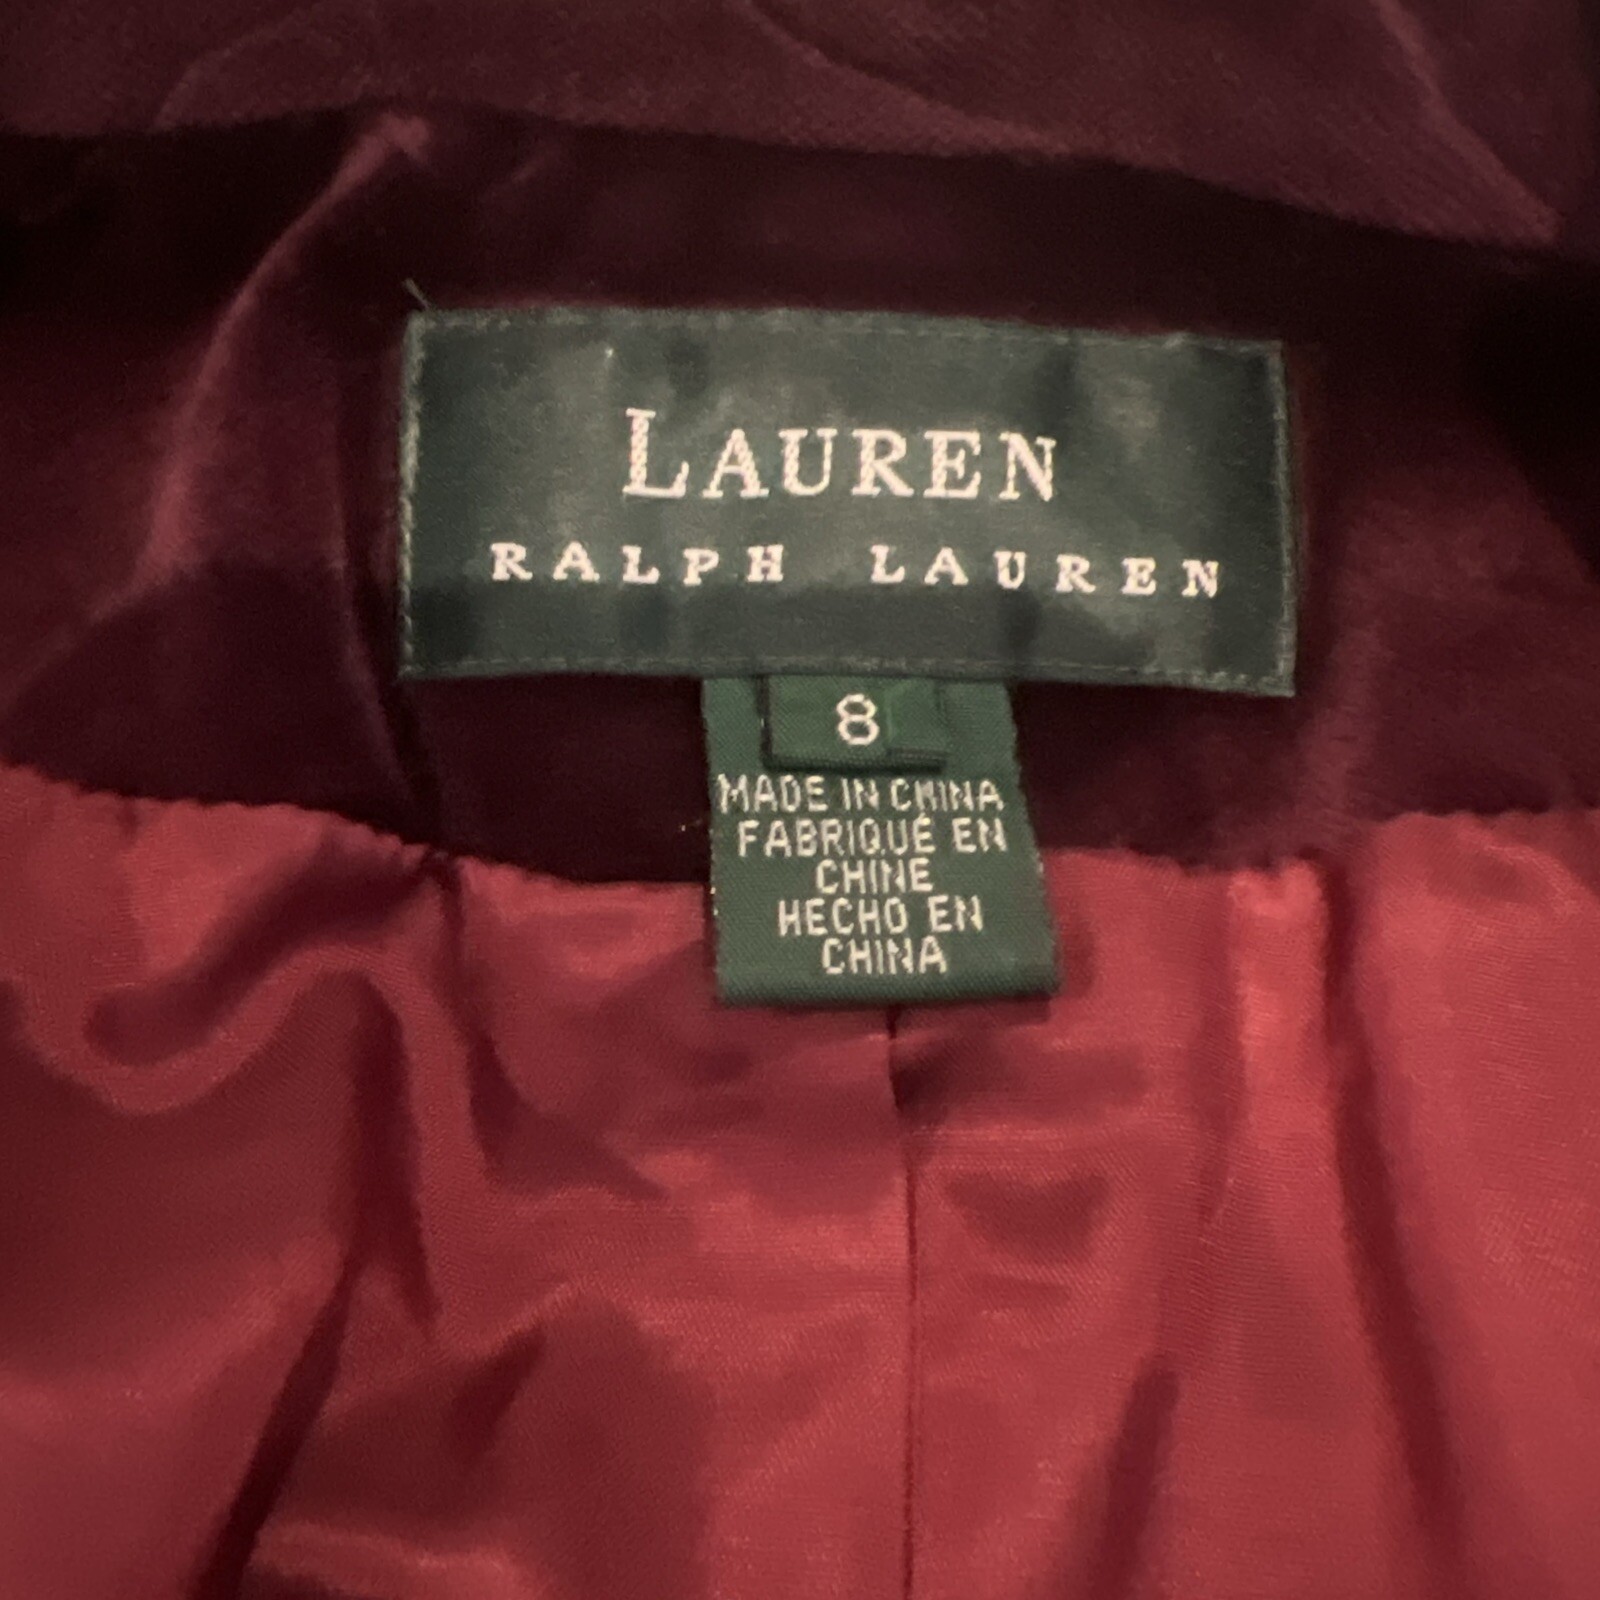 LAUREN
RALPH LAUREN
8
MADE IN CHINA
FABRIQUÉ EN
CHINE
HECHO EN
CHINA